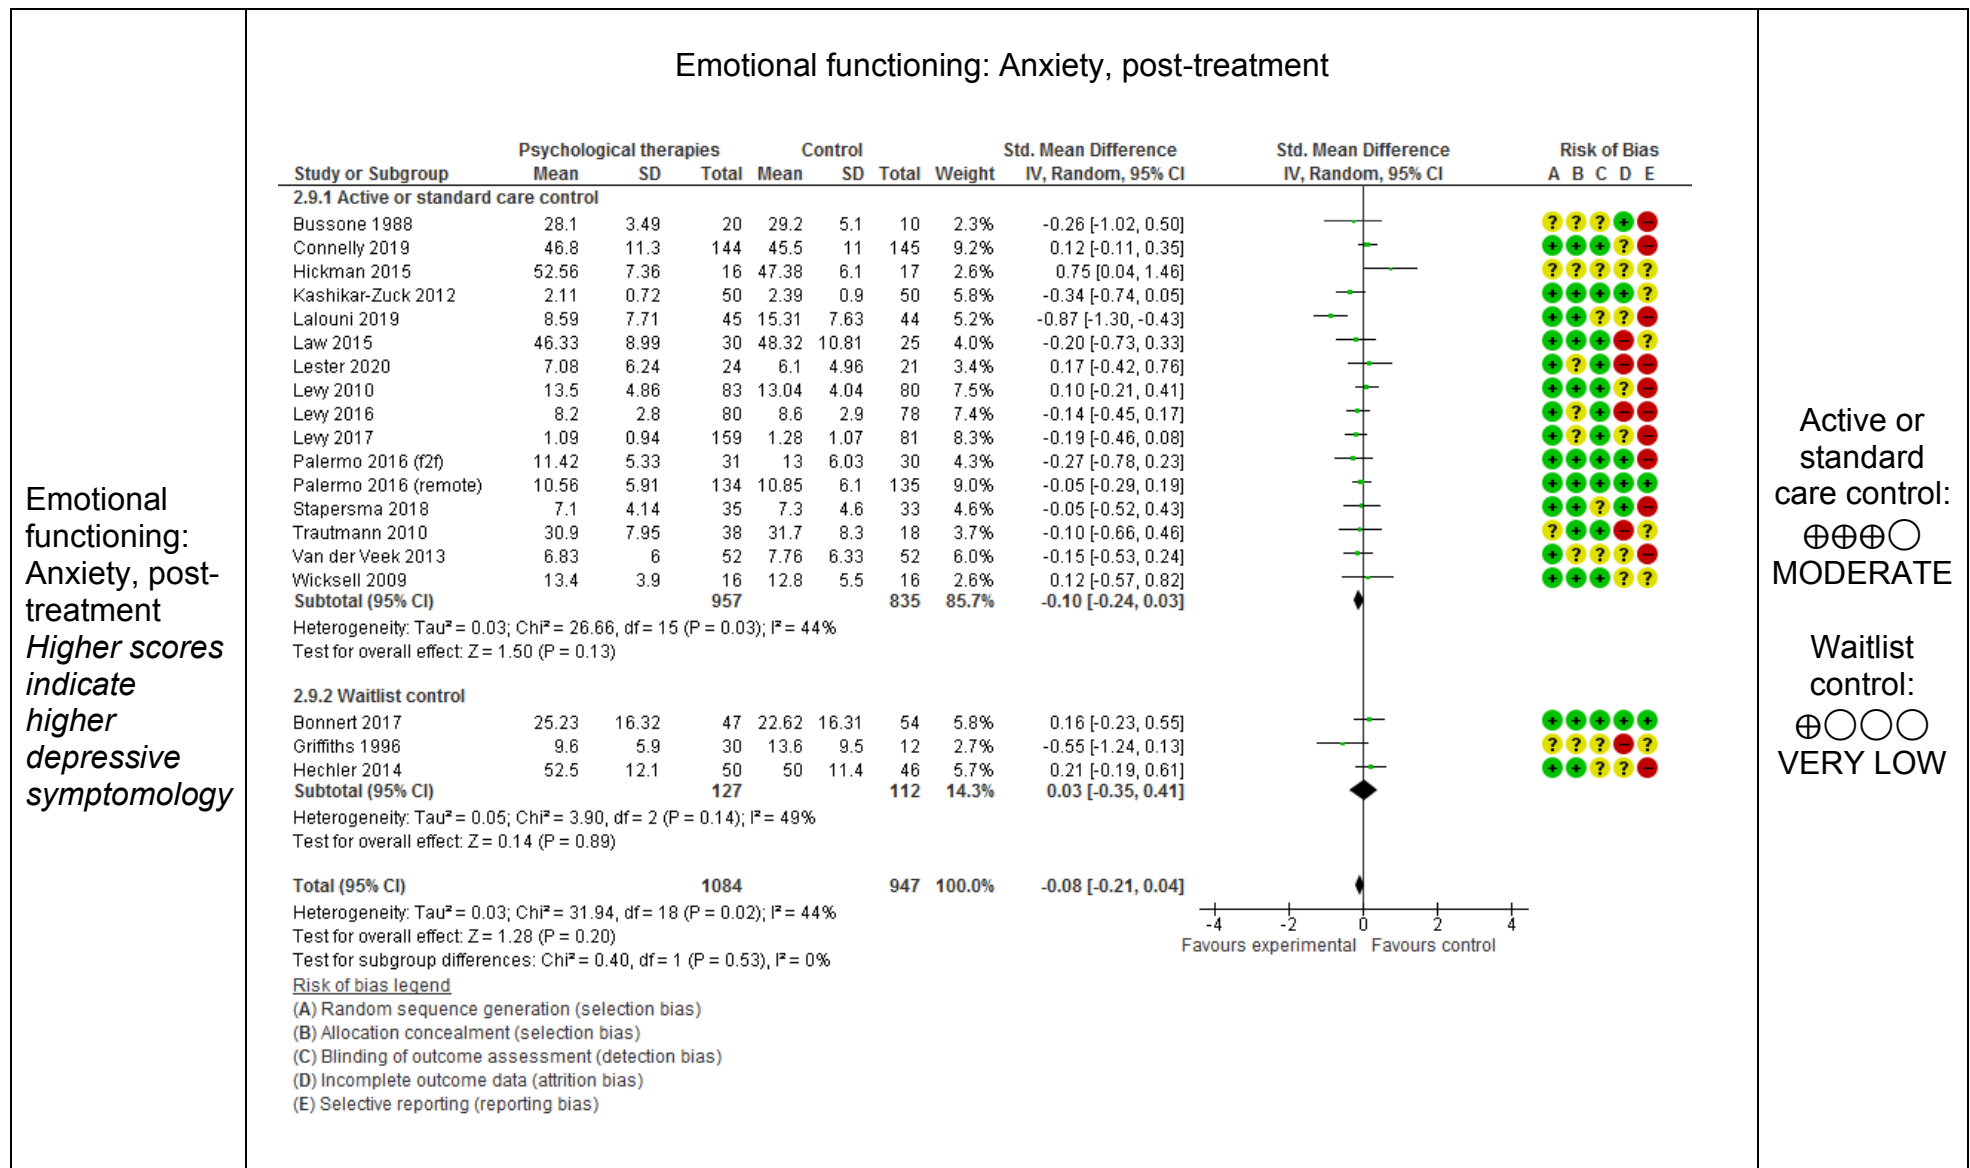 Emotional functioning: Anxiety, post-treatment
Psychological therapies Control Std. Mean Difference Std. Mean Difference Risk of Bias
Study or Subgroup Mean SD Total Mean SD Total Weight IV, Random, 95% CI IV, Random, 95% CI A B C D E
2.9.1 Active or standard care control
Bussone 1988 28.1 3.49 20 29.2 5.1 10 2.3% -0.26 [-1.02, 0.50] ? ? ? + −
Connelly 2019 46.8 11.3 144 45.5 11 145 9.2% 0.12 [-0.11, 0.35] + + + ? −
Hickman 2015 52.56 7.36 16 47.38 6.1 17 2.6% 0.75 [0.04, 1.46] ? ? ? ? ?
Kashikar-Zuck 2012 2.11 0.72 50 2.39 0.9 50 5.8% -0.34 [-0.74, 0.05] + + + + ?
Lalouni 2019 8.59 7.71 45 15.31 7.63 44 5.2% -0.87 [-1.30, -0.43] + + ? ? −
Law 2015 46.33 8.99 30 48.32 10.81 25 4.0% -0.20 [-0.73, 0.33] + + + − ?
Lester 2020 7.08 6.24 24 6.1 4.96 21 3.4% 0.17 [-0.42, 0.76] + ? + − −
Levy 2010 13.5 4.86 83 13.04 4.04 80 7.5% 0.10 [-0.21, 0.41] + + + ? −
Levy 2016 8.2 2.8 80 8.6 2.9 78 7.4% -0.14 [-0.45, 0.17] + ? + − −
Levy 2017 1.09 0.94 159 1.28 1.07 81 8.3% -0.19 [-0.46, 0.08] + ? + ? −
Palermo 2016 (f2f) 11.42 5.33 31 13 6.03 30 4.3% -0.27 [-0.78, 0.23] + + + + −
Palermo 2016 (remote) 10.56 5.91 134 10.85 6.1 135 9.0% -0.05 [-0.29, 0.19] + + + + +
Stapersma 2018 7.1 4.14 35 7.3 4.6 33 4.6% -0.05 [-0.52, 0.43] + + ? + −
Trautmann 2010 30.9 7.95 38 31.7 8.3 18 3.7% -0.10 [-0.66, 0.46] ? + + − ?
Van der Veek 2013 6.83 6 52 7.76 6.33 52 6.0% -0.15 [-0.53, 0.24] + ? ? ? −
Wicksell 2009 13.4 3.9 16 12.8 5.5 16 2.6% 0.12 [-0.57, 0.82] + + + ? ?
Subtotal (95% CI) 957 835 85.7% -0.10 [-0.24, 0.03]
Heterogeneity: Tau² = 0.03; Chi² = 26.66, df = 15 (P = 0.03); I² = 44%
Test for overall effect: Z = 1.50 (P = 0.13)
2.9.2 Waitlist control
Bonnert 2017 25.23 16.32 47 22.62 16.31 54 5.8% 0.16 [-0.23, 0.55] + + + + +
Griffiths 1996 9.6 5.9 30 13.6 9.5 12 2.7% -0.55 [-1.24, 0.13] ? ? ? − ?
Hechler 2014 52.5 12.1 50 50 11.4 46 5.7% 0.21 [-0.19, 0.61] + + ? ? −
Subtotal (95% CI) 127 112 14.3% 0.03 [-0.35, 0.41]
Heterogeneity: Tau² = 0.05; Chi² = 3.90, df = 2 (P = 0.14); I² = 49%
Test for overall effect: Z = 0.14 (P = 0.89)
Total (95% CI) 1084 947 100.0% -0.08 [-0.21, 0.04]
Heterogeneity: Tau² = 0.03; Chi² = 31.94, df = 18 (P = 0.02); I² = 44%
Test for overall effect: Z = 1.28 (P = 0.20)
Test for subgroup differences: Chi² = 0.40, df = 1 (P = 0.53), I² = 0%
-4 -2 0 2 4
Favours experimental Favours control
Risk of bias legend
(A) Random sequence generation (selection bias)
(B) Allocation concealment (selection bias)
(C) Blinding of outcome assessment (detection bias)
(D) Incomplete outcome data (attrition bias)
(E) Selective reporting (reporting bias)
Emotional
functioning:
Anxiety, post-
treatment
Higher scores
indicate
higher
depressive
symptomology
Active or
standard
care control:
⊕⊕⊕◯
MODERATE
Waitlist
control:
⊕◯◯◯
VERY LOW